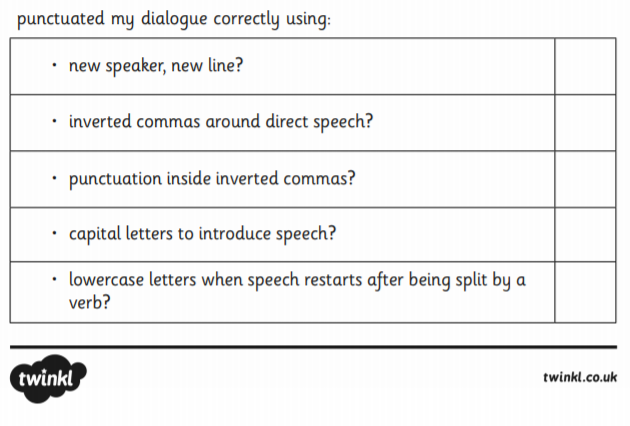 punctuated my dialogue correctly using:
• new speaker, new line?
• inverted commas around direct speech?
• punctuation inside inverted commas?
• capital letters to introduce speech?
• lowercase letters when speech restarts after being split by a
verb?
twinkl
twinkl.co.uk